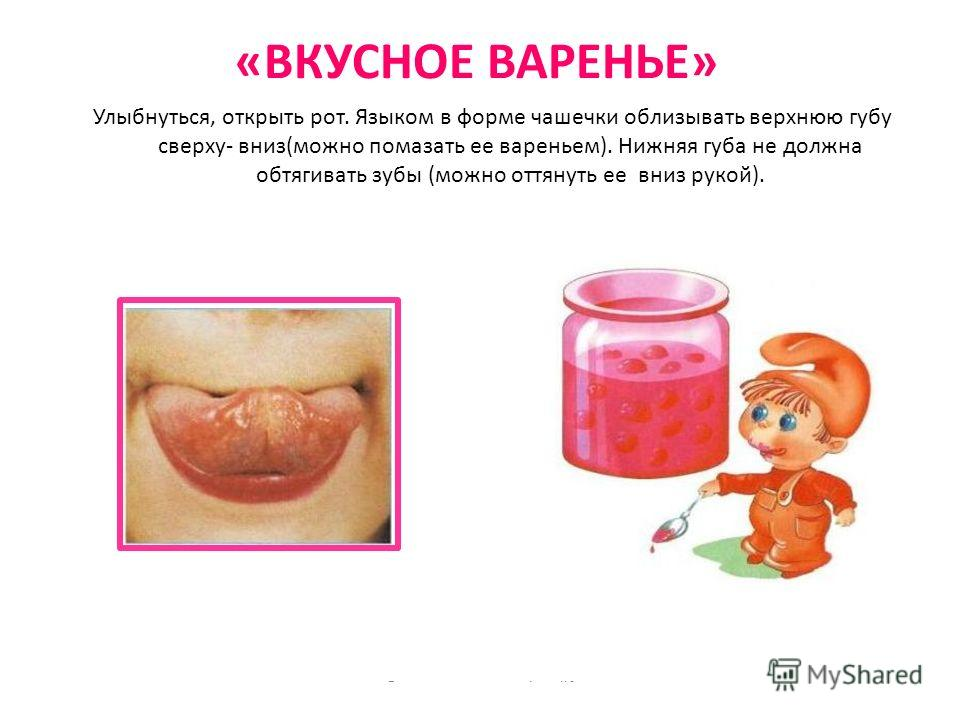 «ВКУСНОЕ ВАРЕНЬЕ»
Улыбнуться, открыть рот. Языком в форме чашечки облизывать верхнюю губу
сверху- вниз(можно помазать ее вареньем). Нижняя губа не должна
обтягивать зубы (можно оттянуть ее вниз рукой).
MyShared